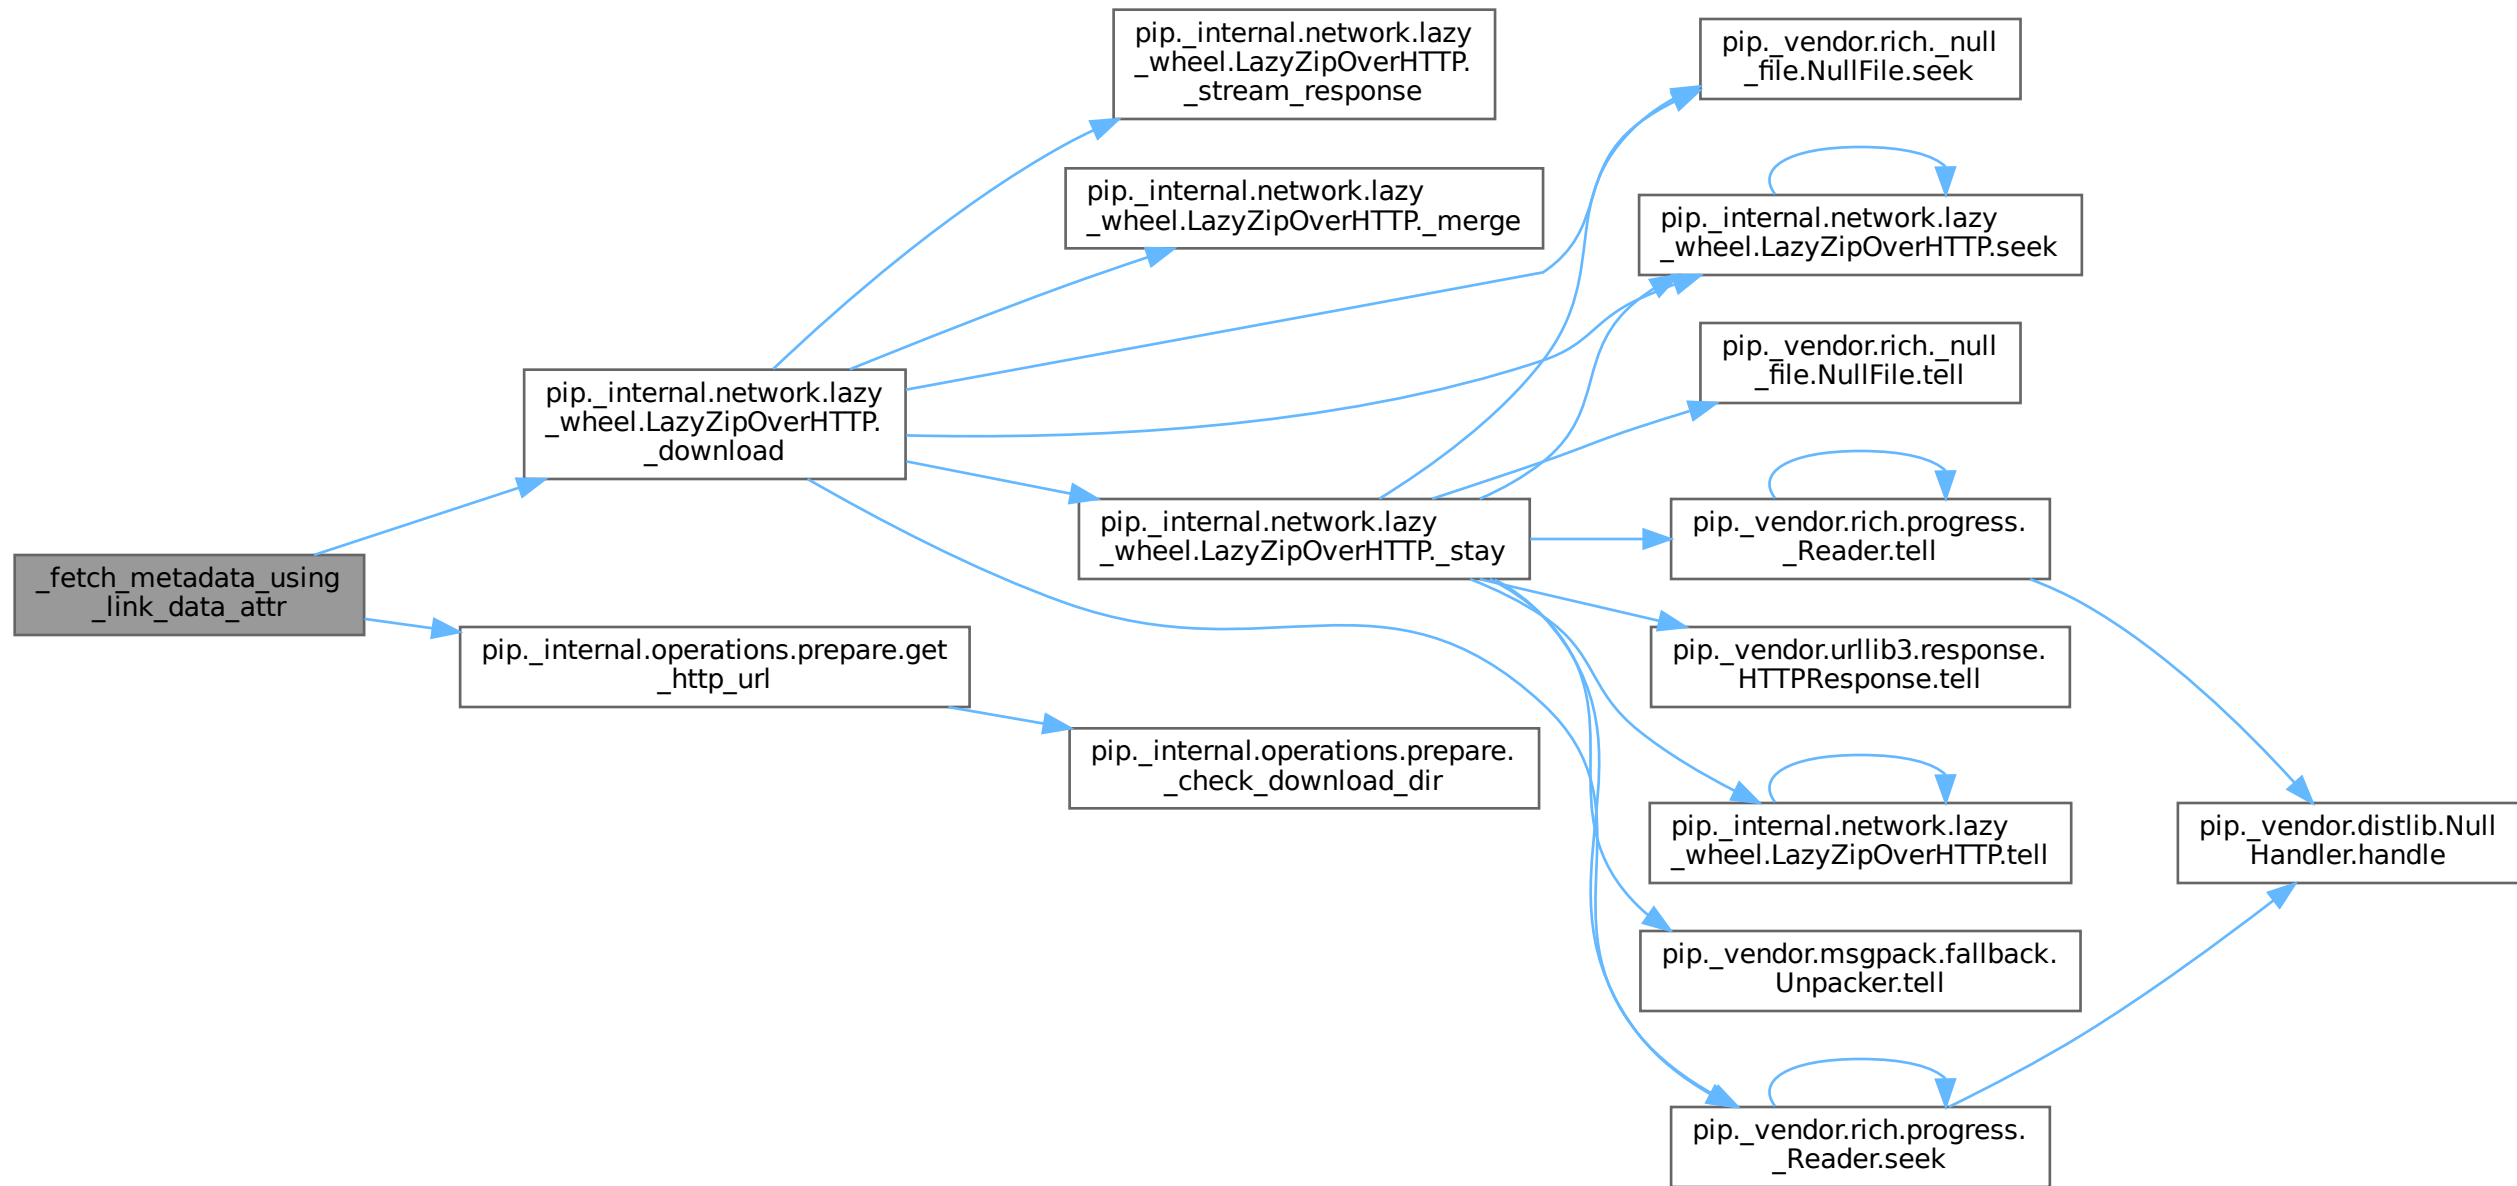 _fetch_metadata_using
_link_data_attr
pip._internal.network.lazy
_wheel.LazyZipOverHTTP.
_download
pip._internal.operations.prepare.get
_http_url
pip._internal.network.lazy
_wheel.LazyZipOverHTTP.
_stream_response
pip._internal.network.lazy
_wheel.LazyZipOverHTTP._merge
pip._internal.network.lazy
_wheel.LazyZipOverHTTP._stay
pip._internal.operations.prepare.
_check_download_dir
pip._vendor.rich._null
_file.NullFile.seek
pip._internal.network.lazy
_wheel.LazyZipOverHTTP.seek
pip._vendor.rich._null
_file.NullFile.tell
pip._vendor.rich.progress.
_Reader.tell
pip._vendor.urllib3.response.
HTTPResponse.tell
pip._internal.network.lazy
_wheel.LazyZipOverHTTP.tell
pip._vendor.msgpack.fallback.
Unpacker.tell
pip._vendor.rich.progress.
_Reader.seek
pip._vendor.distlib.Null
Handler.handle